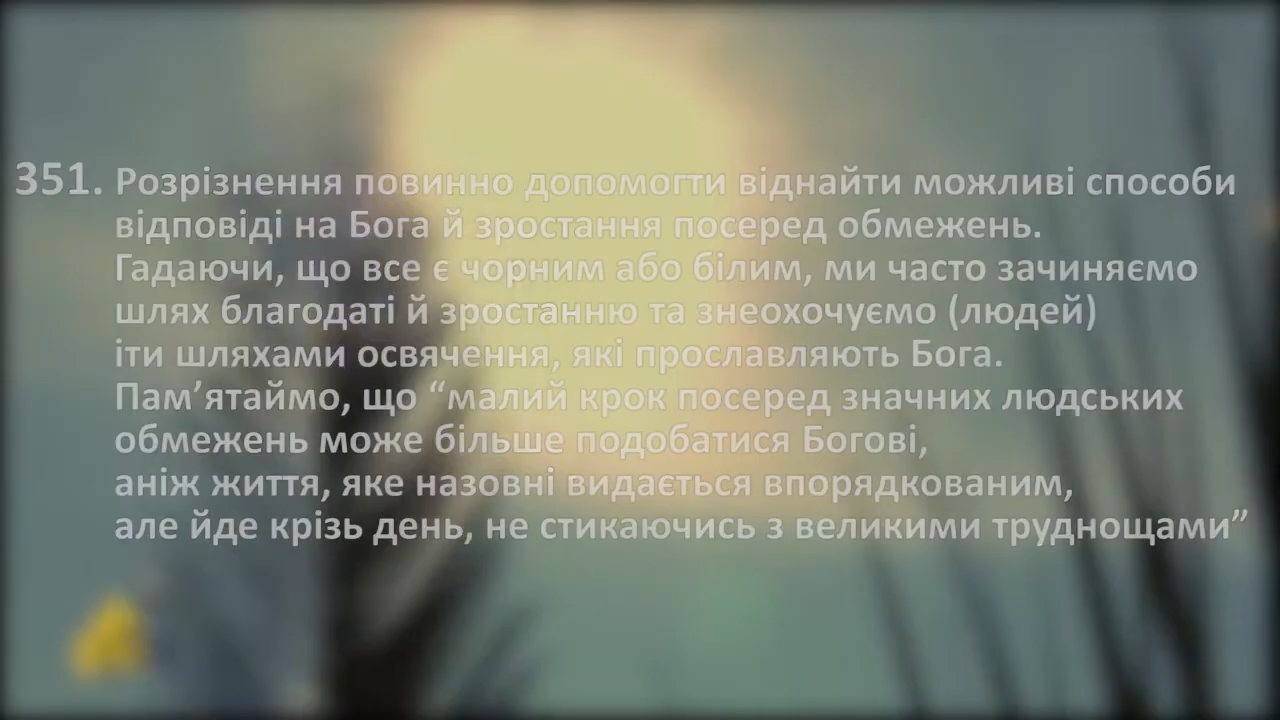 351. Розрізнення повинно допомогти віднайти можливі способи
відповіді на Бога й зростання посеред обмежень.
Гадаючи, що все є чорним або білим, ми часто зачиняємо
шлях благодаті й зростанню та знеохочуємо (людей)
іти шляхами освячення, які прославляють Бога.
Пам’ятаймо, що “малий крок посеред значних людських
обмежень може більше подобатися Богові,
аніж життя, яке назовні видається впорядкованим,
але йде крізь день, не стикаючись з великими труднощами”